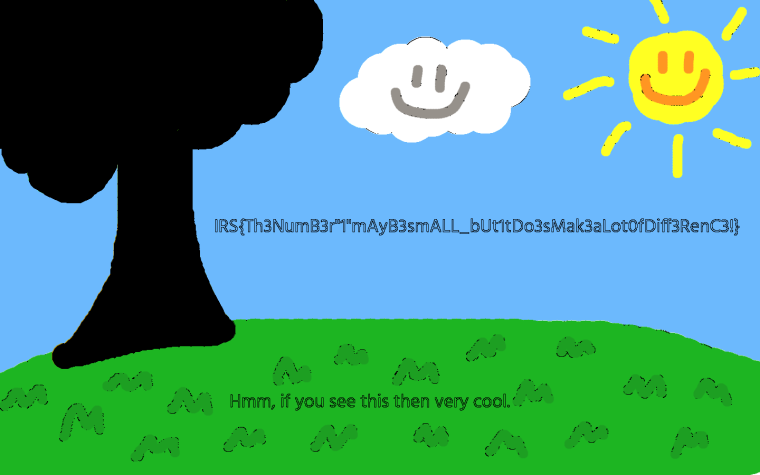 IRS{Th3NumB3r"1"mAyB3smALL_bUt1tDo3sMak3aLot0fDiff3RenC3!}
Hmm, if you see this then very cool.